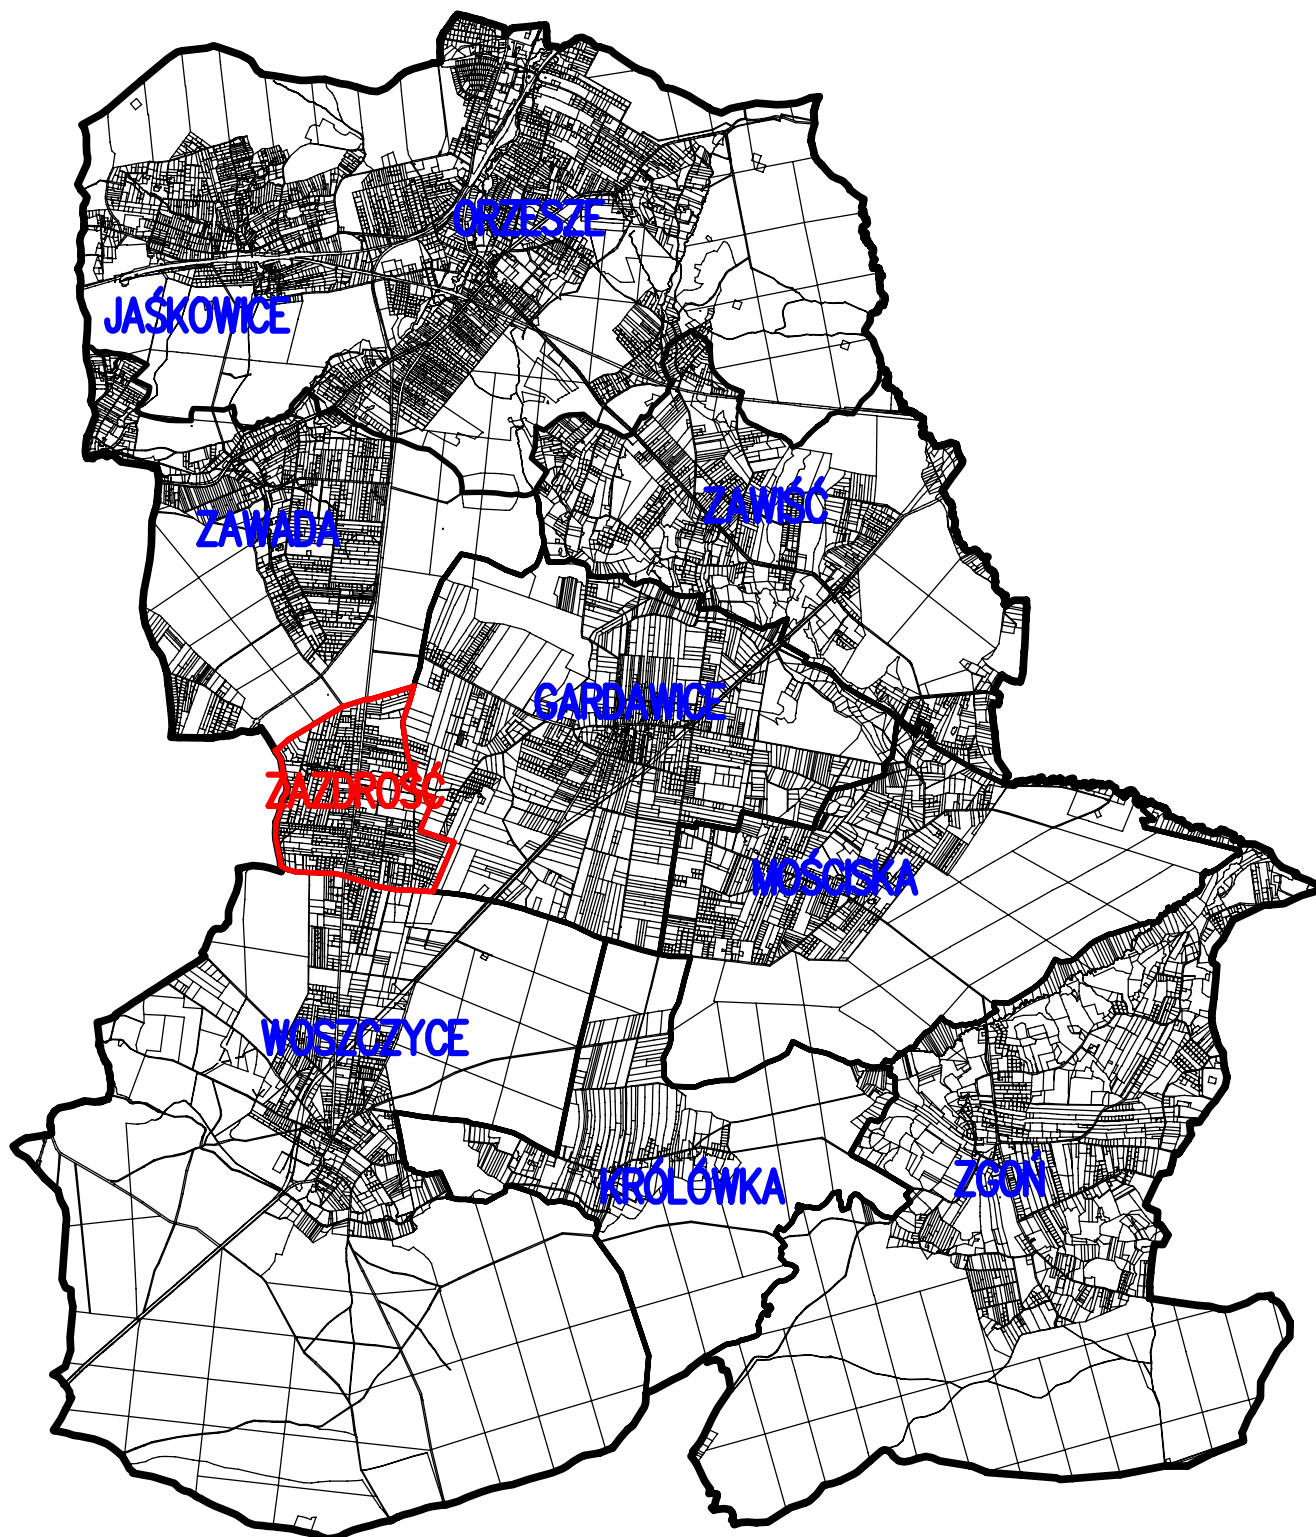 ORZESZE
JAŚKOWICE
ZAWIŚĆ
ZAWADA
GARDAWICE
ZAZDROŚĆ
MOŚCISKA
WOSZCZYCE
KRÓLÓWKA
ZGOŃ